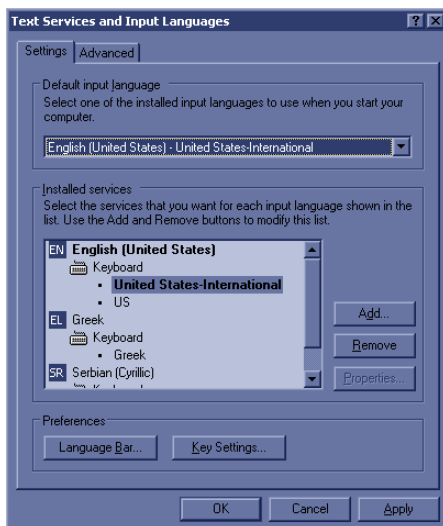 Text Services and Input Languages
Settings
Advanced
Default input language
Select one of the installed input languages to use when you start your
computer.
English (United States) - United States-International
Installed services
Select the services that you want for each input language shown in the
list. Use the Add and Remove buttons to modify this list.
EN English (United States)
Keyboard
United States-International
US
EL Greek
Keyboard
Greek
SR Serbian (Cyrillic)
Add...
Remove
Properties...
Preferences
Language Bar...
Key Settings...
OK
Cancel
Apply